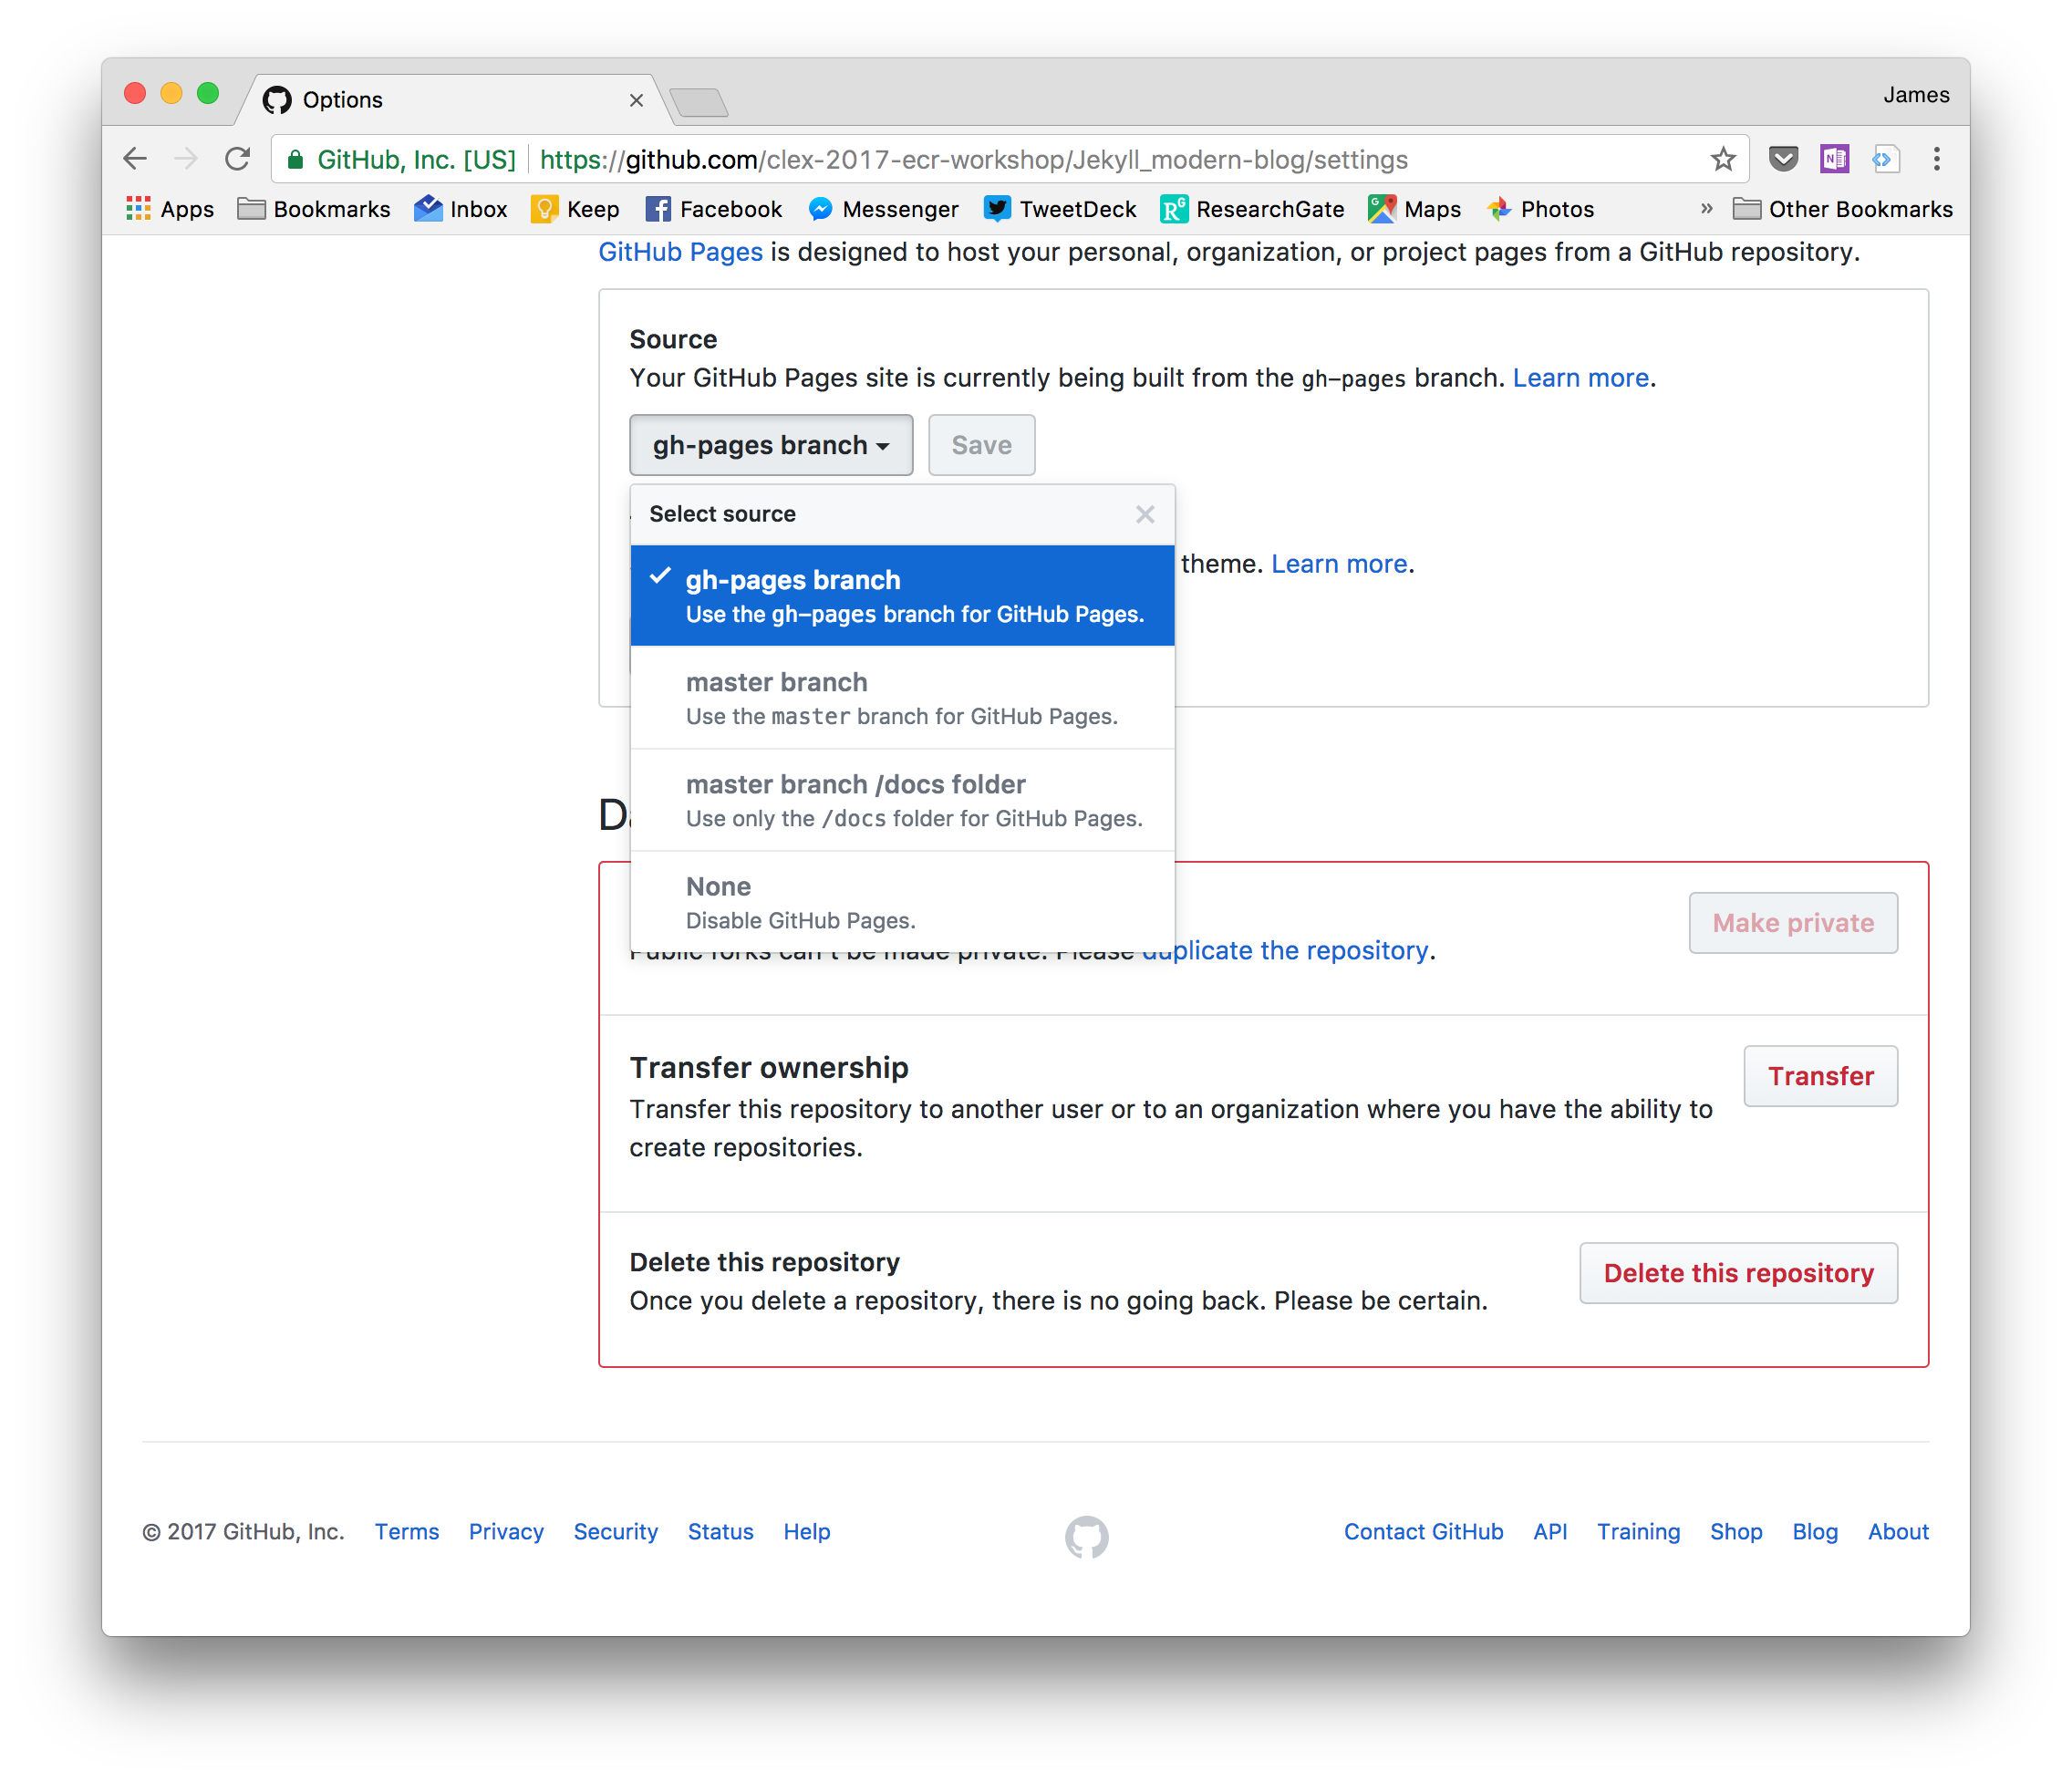 Options
James
GitHub, Inc. [US] https://github.com/clex-2017-ecr-workshop/Jekyll_modern-blog/settings
Apps Bookmarks Inbox Keep Facebook Messenger TweetDeck ResearchGate Maps Photos » Other Bookmarks
GitHub Pages is designed to host your personal, organization, or project pages from a GitHub repository.
Source
Your GitHub Pages site is currently being built from the gh-pages branch. Learn more.
gh-pages branch Save
Select source
theme. Learn more.
gh-pages branch
Use the gh-pages branch for GitHub Pages.
master branch
Use the master branch for GitHub Pages.
master branch /docs folder
Use only the /docs folder for GitHub Pages.
None
Disable GitHub Pages.
Make private
Public forks can't be made private. Please duplicate the repository.
Transfer ownership
Transfer
Transfer this repository to another user or to an organization where you have the ability to
create repositories.
Delete this repository
Delete this repository
Once you delete a repository, there is no going back. Please be certain.
© 2017 GitHub, Inc. Terms Privacy Security Status Help Contact GitHub API Training Shop Blog About